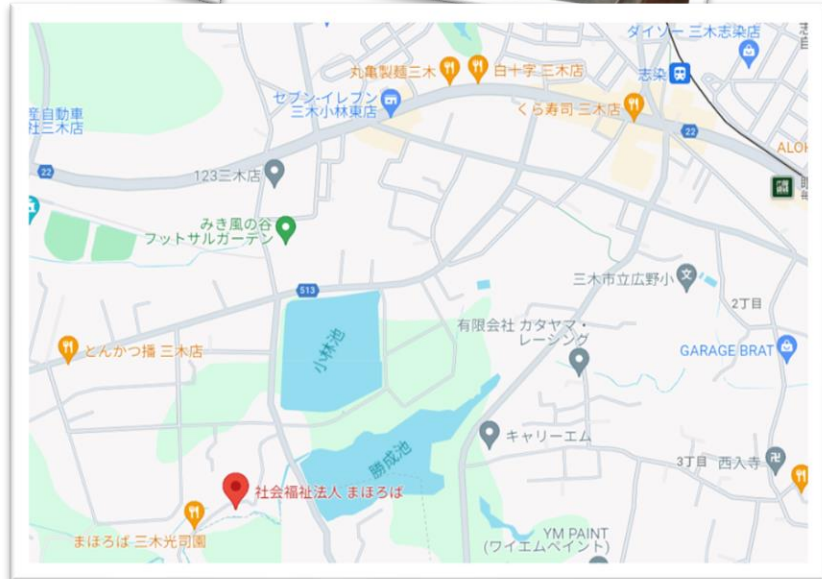 ダイソー 三木志染店
丸亀製麺三木
白十字 三木店
志染
セブン-イレブン
三木小林東店
くら寿司 三木店
産自動車
社三木店
22
22
ALOH
123三木店
みき風の谷
フットサルガーデン
三木市立広野小
文
513
2丁目
有限会社 カタヤマ・
レーシング
小林池
とんかつ播 三木店
GARAGE BRAT
キャリーエム
勝成池
3丁目
西入寺
社会福祉法人 まほろば
まほろば 三木光司園
YM PAINT
(ワイエムペイント)